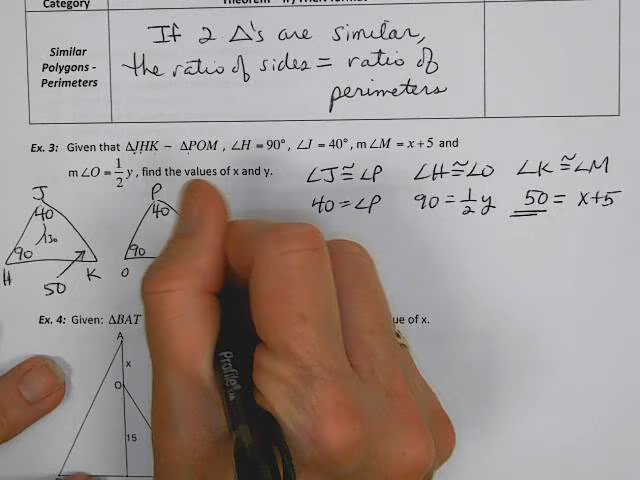 Category
If 2 Δ's are similar,
the ratio of sides = ratio of
perimeters
Similar
Polygons -
Perimeters
Ex. 3: Given that ΔJHK ~ ΔPOM, ∠H = 90°, ∠J = 40°, m∠M = x+5 and
m∠O = 1/2 y, find the values of x and y.
∠J ≅ ∠P ∠H ≅ ∠O ∠K ≅ ∠M
40 = ∠P 90 = 1/2 y 50 = x+5
J
40
130
90
H
K
50
P
40
90
O
Ex. 4: Given: ΔBAT
ue of x.
A
x
O
15
Profile